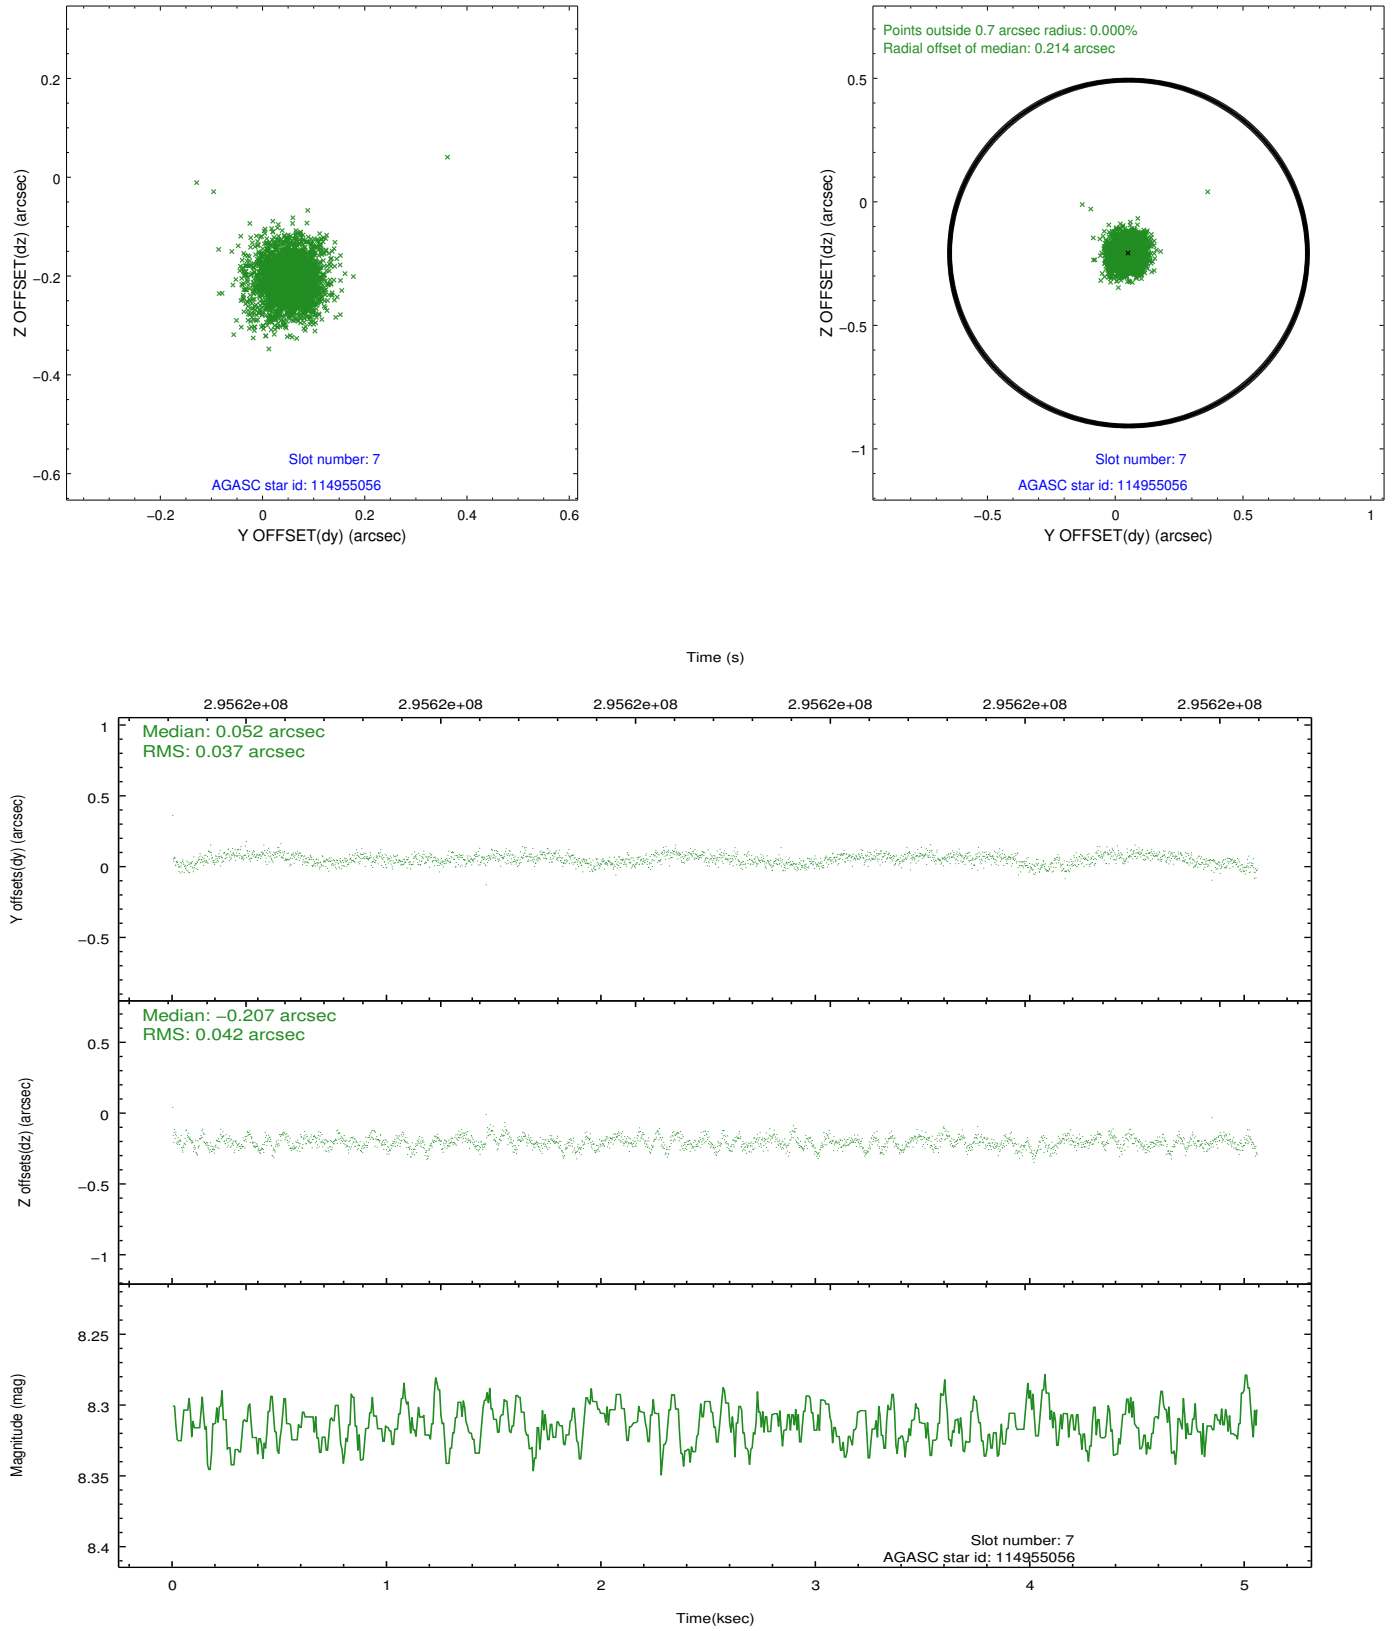 0.2
0
−0.2
−0.4
−0.6
Z OFFSET(dz) (arcsec)
Slot number: 7
AGASC star id: 114955056
−0.2
0
0.2
0.4
0.6
Y OFFSET(dy) (arcsec)
Points outside 0.7 arcsec radius: 0.000%
Radial offset of median: 0.214 arcsec
0.5
0
−0.5
−1
Z OFFSET(dz) (arcsec)
Slot number: 7
AGASC star id: 114955056
−0.5
0
0.5
1
Y OFFSET(dy) (arcsec)
Time (s)
2.9562e+08
2.9562e+08
2.9562e+08
2.9562e+08
2.9562e+08
2.9562e+08
Median: 0.052 arcsec
RMS: 0.037 arcsec
1
0.5
0
−0.5
Y offsets(dy) (arcsec)
Median: −0.207 arcsec
RMS: 0.042 arcsec
0.5
0
−0.5
−1
Z offsets(dz) (arcsec)
8.25
8.3
8.35
8.4
Magnitude (mag)
Slot number: 7
AGASC star id: 114955056
0
1
2
3
4
5
Time(ksec)